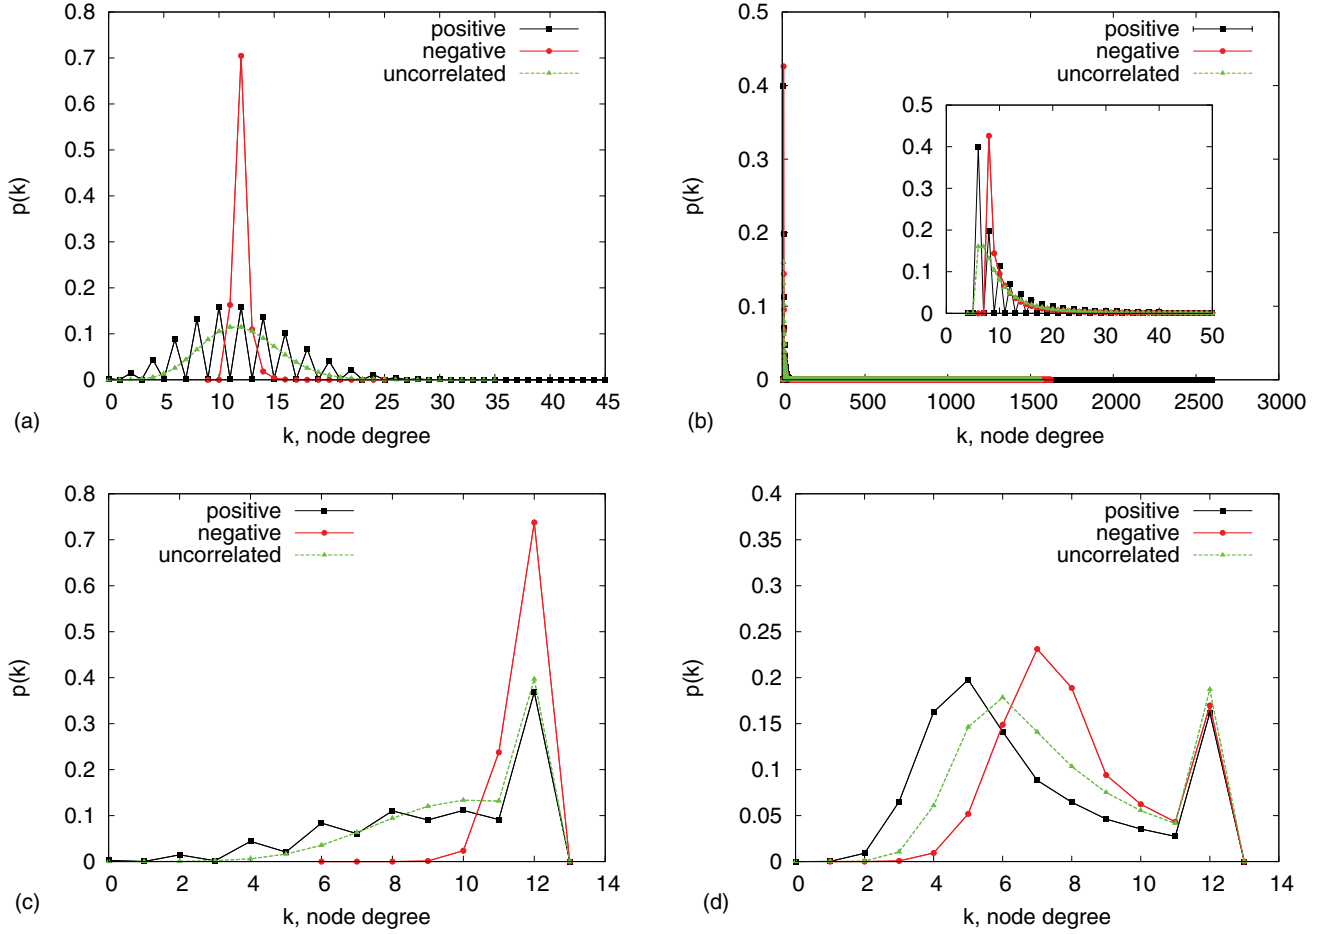 0.8
0.7
0.6
0.5
0.4
0.3
0.2
0.1
0
p(k)
positive
negative
uncorrelated
0 5 10 15 20 25 30 35 40 45
k, node degree
(a)
0.5
0.4
0.3
0.2
0.1
0
p(k)
positive
negative
uncorrelated
0.5
0.4
0.3
0.2
0.1
0
0 10 20 30 40 50
0 500 1000 1500 2000 2500 3000
k, node degree
(b)
0.8
0.7
0.6
0.5
0.4
0.3
0.2
0.1
0
p(k)
positive
negative
uncorrelated
0 2 4 6 8 10 12 14
k, node degree
(c)
0.4
0.35
0.3
0.25
0.2
0.15
0.1
0.05
0
p(k)
positive
negative
uncorrelated
0 2 4 6 8 10 12 14
k, node degree
(d)